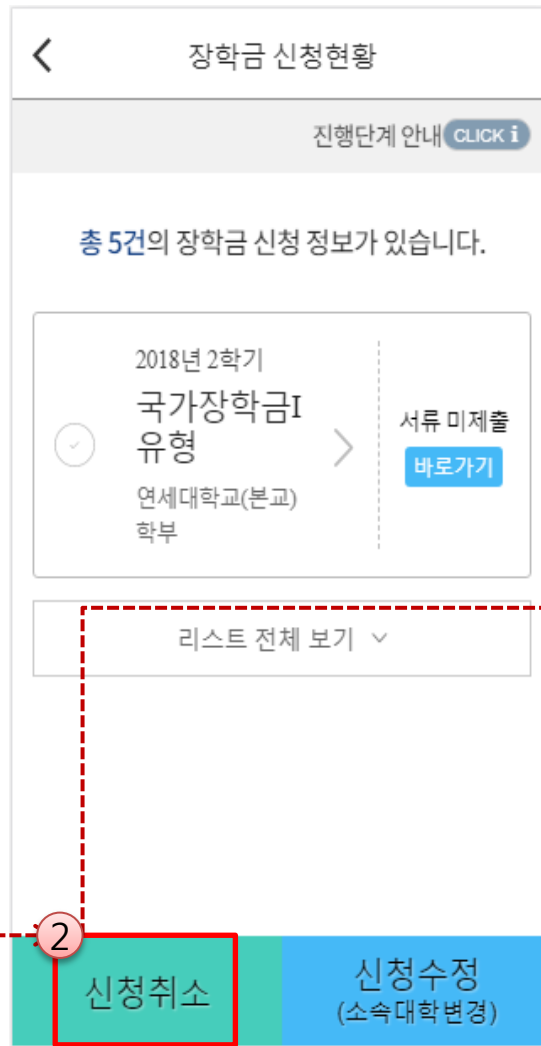 장학금 신청현황
진행단계 안내 CLICK i
총 5건의 장학금 신청 정보가 있습니다.
2018년 2학기
국가장학금I
유형
연세대학교(본교)
학부
서류 미제출
바로가기
리스트 전체 보기
2
신청취소
신청수정
(소속대학변경)